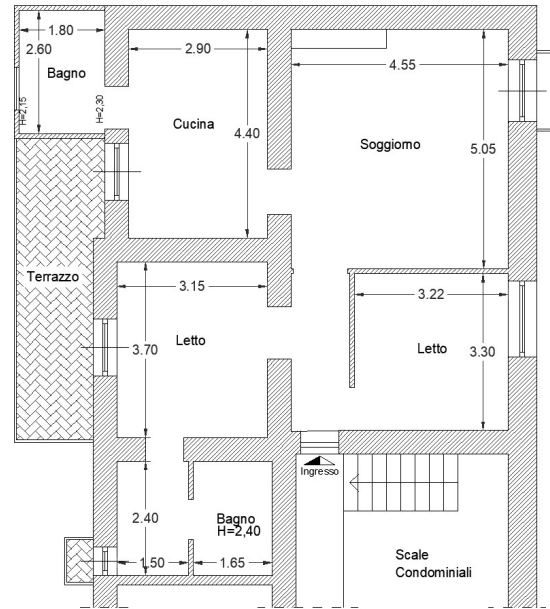 1.80
2.60
Bagno
H=2,15
H=2,30
2.90
Cucina
4.40
4.55
Soggiorno
5.05
Terrazzo
3.15
Letto
3.70
3.22
Letto
3.30
Ingresso
2.40
Bagno
H=2,40
1.50
1.65
Scale
Condominiali